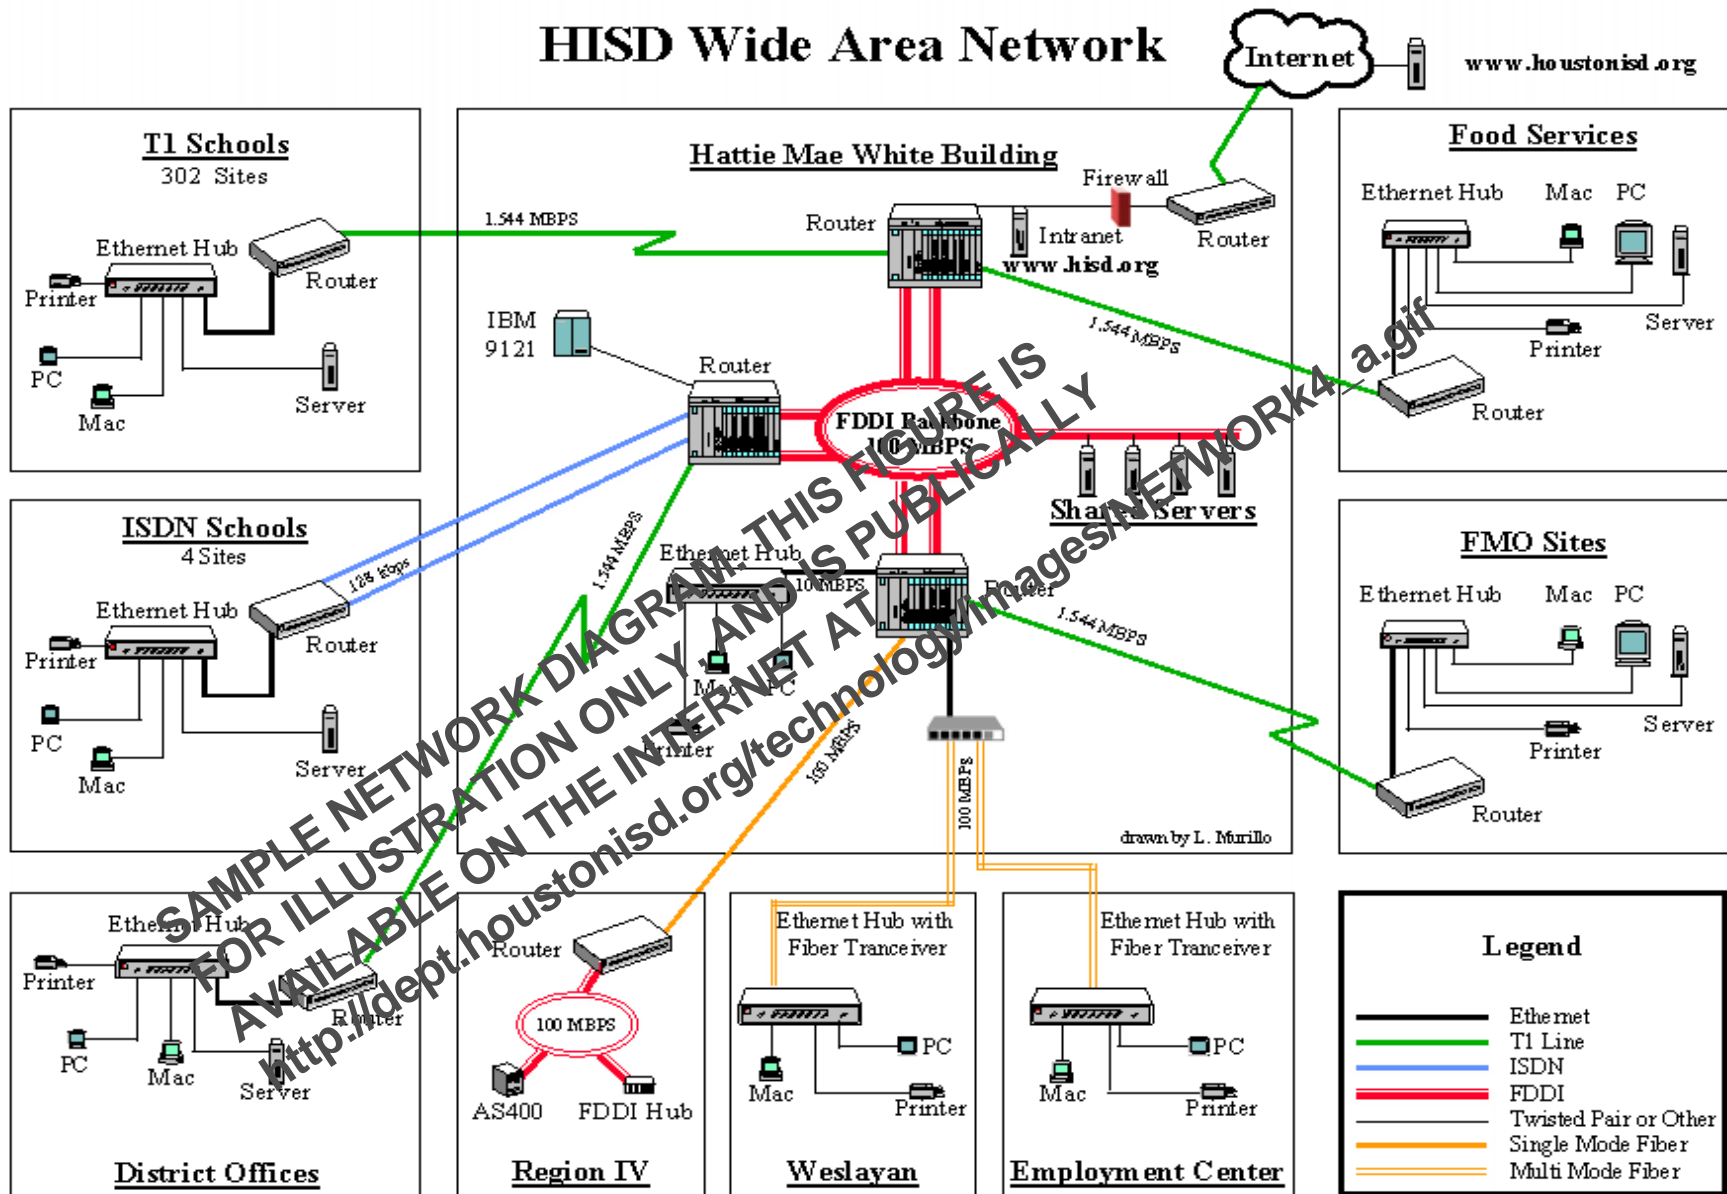 HISD Wide Area Network
Internet
www.houstonisd.org
T1 Schools
302 Sites
Ethernet Hub
Router
Printer
PC
Mac
Server
1.544 MBPS
Hattie Mae White Building
Firewall
Router
Router
Intranet
www.hisd.org
IBM
9121
Router
1.544 MBPS
FDDI Backbone
100 MBPS
Shared Servers
Ethernet Hub
10 MBPS
Router
Mac
PC
Printer
1.544 MBPS
1.544 MBPS
100 MBPS
100 MBPS
drawn by L. Murillo
Food Services
Ethernet Hub
Mac
PC
Server
Printer
Router
ISDN Schools
4 Sites
128 kbps
Ethernet Hub
Router
Printer
PC
Mac
Server
FMO Sites
Ethernet Hub
Mac
PC
Server
Printer
Router
SAMPLE NETWORK DIAGRAM. THIS FIGURE IS
FOR ILLUSTRATION ONLY, AND IS PUBLICALLY
AVAILABLE ON THE INTERNET AT
http://dept.houstonisd.org/technology/images/NETWORK4_a.gif
Ethernet Hub
Printer
Router
PC
Mac
Server
District Offices
Router
100 MBPS
AS400
FDDI Hub
Region IV
Ethernet Hub with
Fiber Tranceiver
PC
Mac
Printer
Weslayan
Ethernet Hub with
Fiber Tranceiver
PC
Mac
Printer
Employment Center
Legend
Ethernet
T1 Line
ISDN
FDDI
Twisted Pair or Other
Single Mode Fiber
Multi Mode Fiber